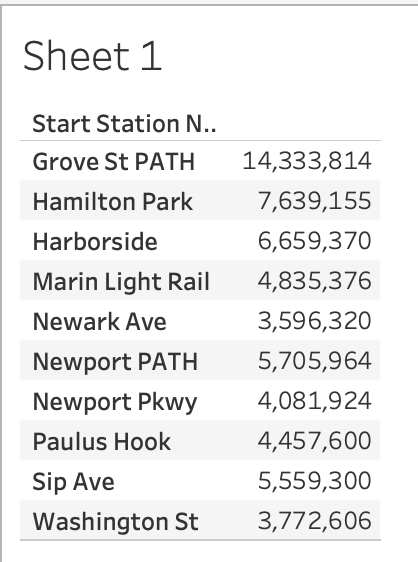 Sheet 1
Start Station N..
Grove St PATH 14,333,814
Hamilton Park 7,639,155
Harborside 6,659,370
Marin Light Rail 4,835,376
Newark Ave 3,596,320
Newport PATH 5,705,964
Newport Pkwy 4,081,924
Paulus Hook 4,457,600
Sip Ave 5,559,300
Washington St 3,772,606